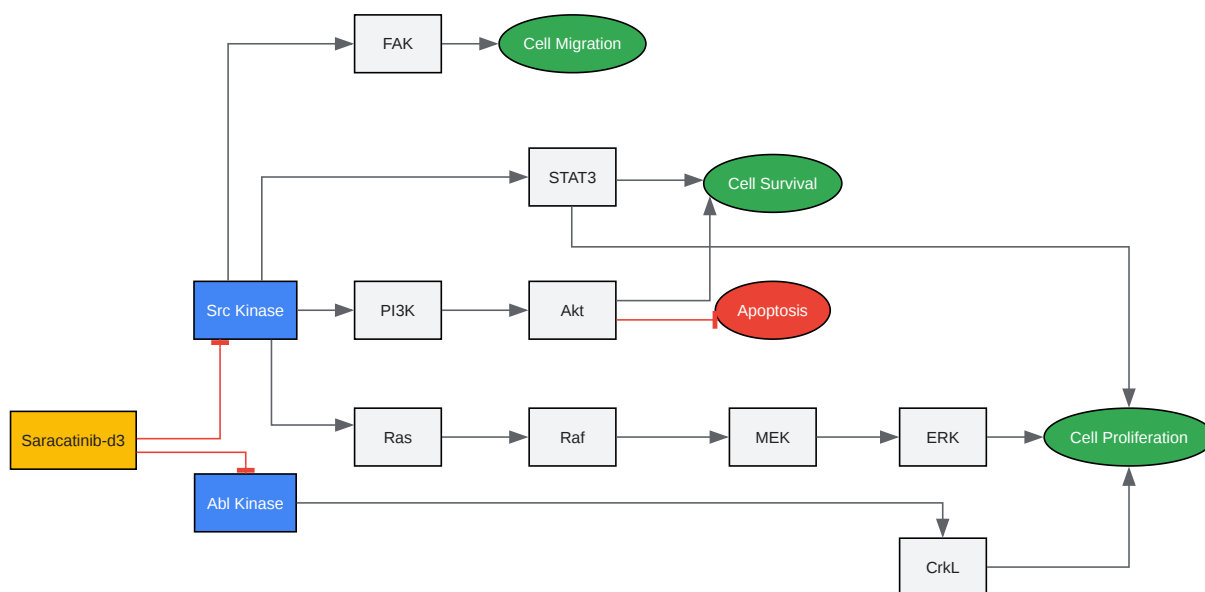 FAK
Cell Migration
STAT3
Cell Survival
Src Kinase
PI3K
Akt
Apoptosis
Saracatinib-d3
Ras
Raf
MEK
ERK
Cell Proliferation
Abl Kinase
CrkL